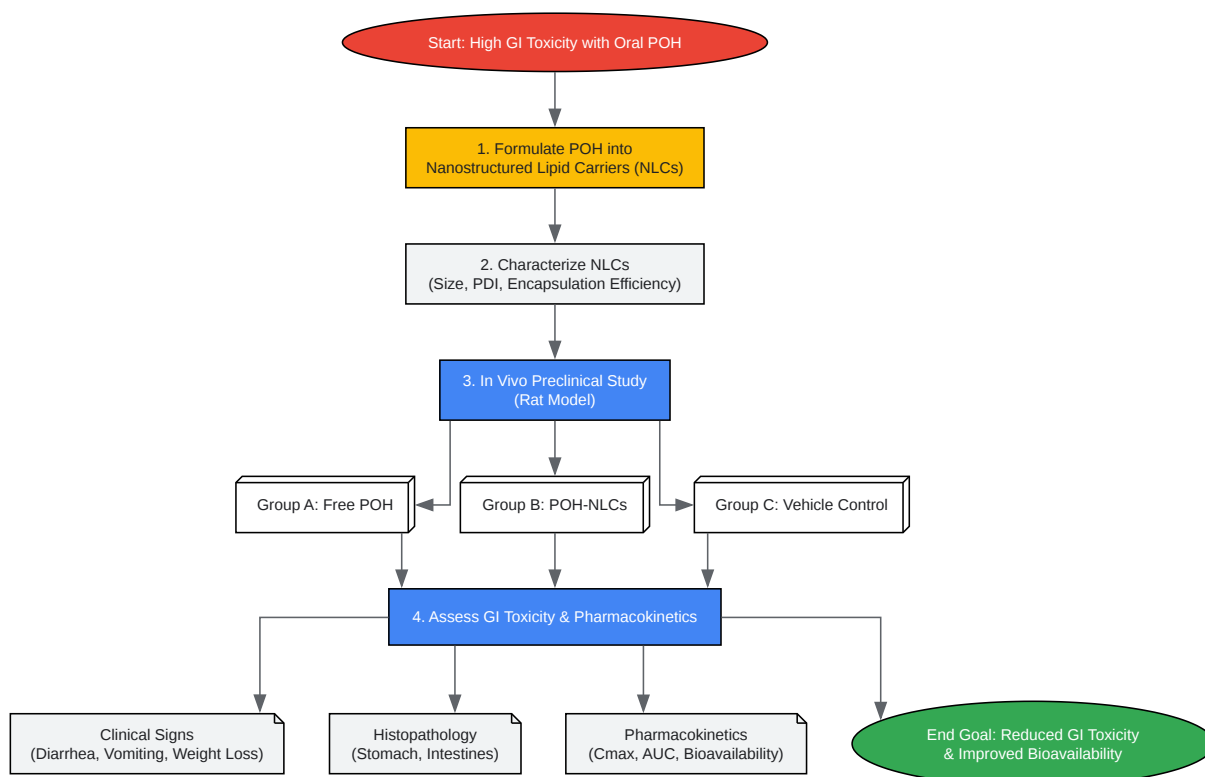 Start: High GI Toxicity with Oral POH
1. Formulate POH into
Nanostructured Lipid Carriers (NLCs)
2. Characterize NLCs
(Size, PDI, Encapsulation Efficiency)
3. In Vivo Preclinical Study
(Rat Model)
Group A: Free POH
Group B: POH-NLCs
Group C: Vehicle Control
4. Assess GI Toxicity & Pharmacokinetics
Clinical Signs
(Diarrhea, Vomiting, Weight Loss)
Histopathology
(Stomach, Intestines)
Pharmacokinetics
(Cmax, AUC, Bioavailability)
End Goal: Reduced GI Toxicity
& Improved Bioavailability